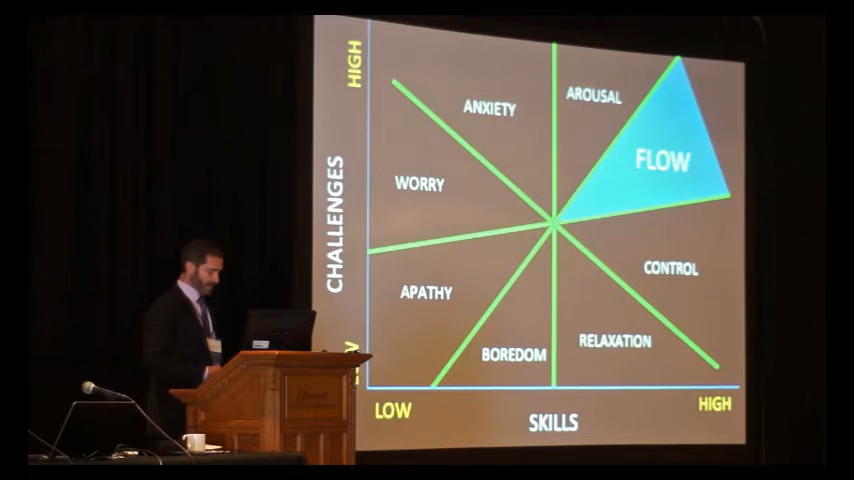 HIGH
AROUSAL
ANXIETY
FLOW
WORRY
CHALLENGES
CONTROL
APATHY
RELAXATION
BOREDOM
LOW
HIGH
SKILLS